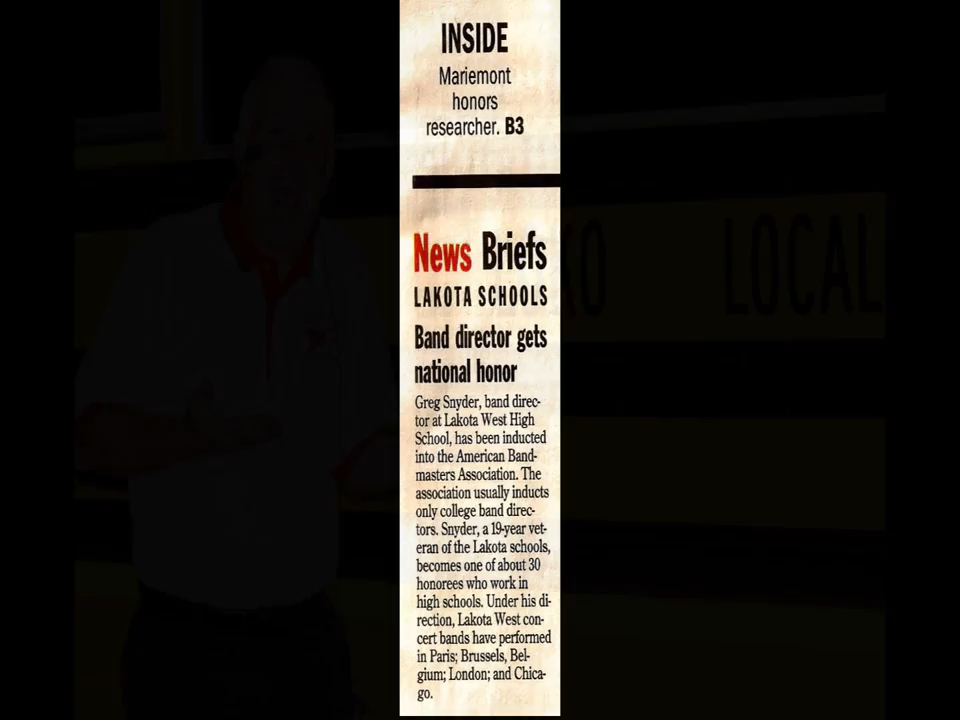 INSIDE
Mariemont
honors
researcher. B3
News Briefs
LAKOTA SCHOOLS
Band director gets
national honor
Greg Snyder, band direc-
tor at Lakota West High
School, has been inducted
into the American Band-
masters Association. The
association usually inducts
only college band direc-
tors. Snyder, a 19-year vet-
eran of the Lakota schools,
becomes one of about 30
honorees who work in
high schools. Under his di-
rection, Lakota West con-
cert bands have performed
in Paris; Brussels, Bel-
gium; London; and Chica-
go.
LOCAL